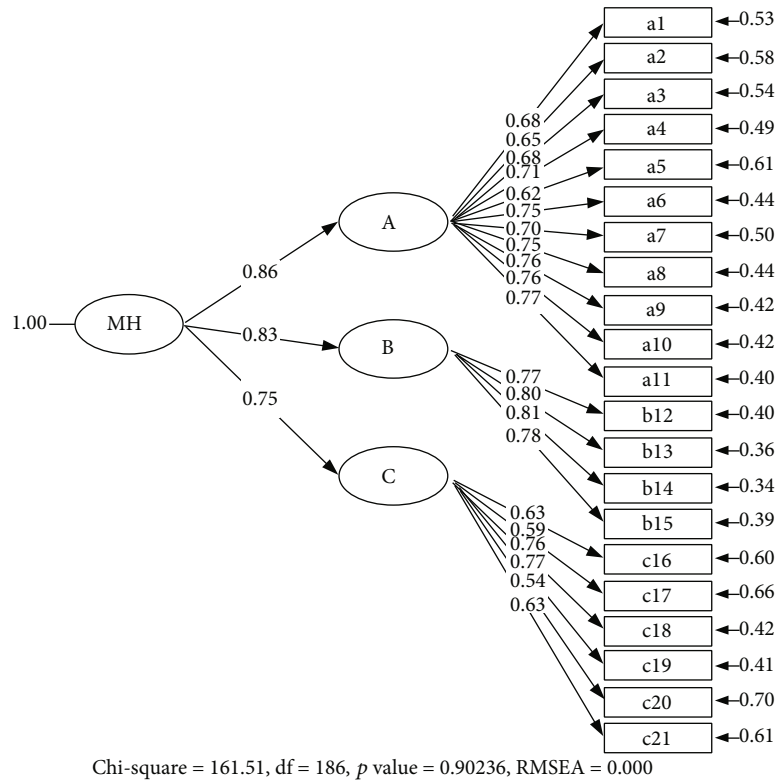 a1
0.53
a2
0.58
a3
0.54
a4
0.49
a5
0.61
a6
0.44
a7
0.50
a8
0.44
a9
0.42
a10
0.42
a11
0.40
b12
0.40
b13
0.36
b14
0.34
b15
0.39
c16
0.60
c17
0.66
c18
0.42
c19
0.41
c20
0.70
c21
0.61
0.68
0.65
0.68
0.71
0.62
0.75
0.70
0.75
0.76
0.76
0.77
0.77
0.80
0.81
0.78
0.63
0.59
0.76
0.77
0.54
0.63
A
B
C
0.86
0.83
0.75
1.00
MH
Chi-square = 161.51, df = 186, p value = 0.90236, RMSEA = 0.000